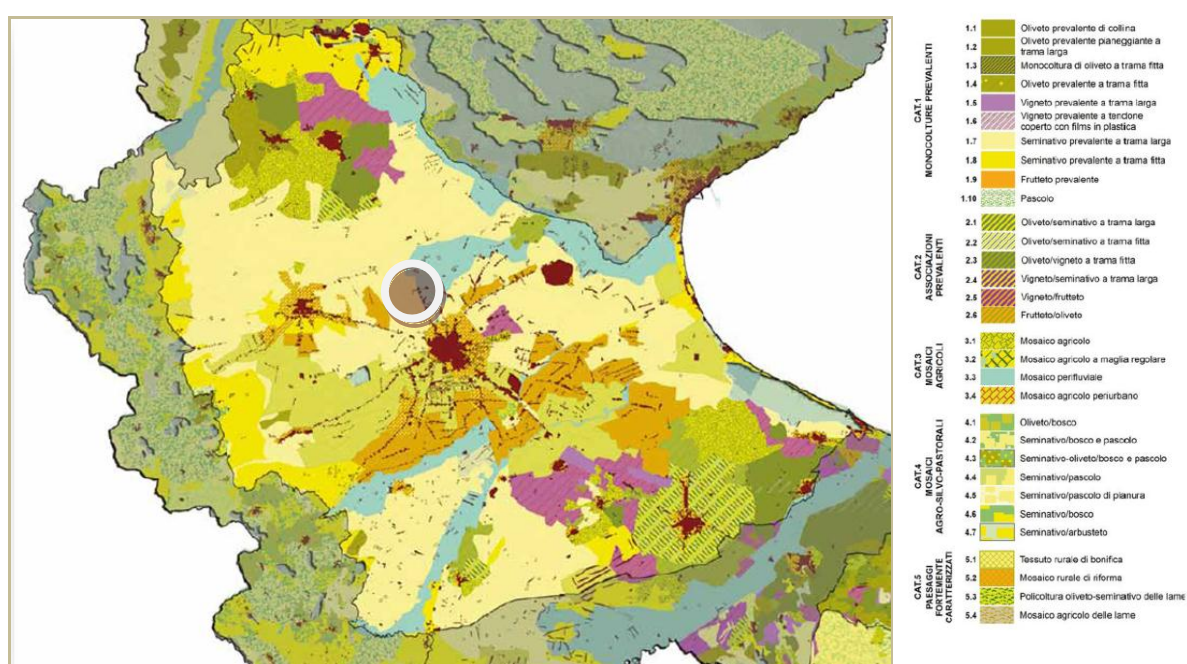 CAT.1
MONOCOLTURE PREVALENTI
1.1 Oliveto prevalente di collina
1.2 Oliveto prevalente pianeggiante a
trama larga
1.3 Monocoltura di oliveto a trama fitta
1.4 Oliveto prevalente a trama fitta
1.5 Vigneto prevalente a trama larga
1.6 Vigneto prevalente a tendone
coperto con films in plastica
1.7 Seminativo prevalente a trama larga
1.8 Seminativo prevalente a trama fitta
1.9 Frutteto prevalente
1.10 Pascolo
CAT.2
ASSOCIAZIONI
PREVALENTI
2.1 Oliveto/seminativo a trama larga
2.2 Oliveto/seminativo a trama fitta
2.3 Oliveto/vigneto a trama fitta
2.4 Vigneto/seminativo a trama larga
2.5 Vigneto/frutteto
2.6 Frutteto/oliveto
CAT.3
MOSAICI
AGRICOLI
3.1 Mosaico agricolo
3.2 Mosaico agricolo a maglia regolare
3.3 Mosaico perifluviale
3.4 Mosaico agricolo periurbano
CAT.4
MOSAICI
AGRO-SILVO-PASTORALI
4.1 Oliveto/bosco
4.2 Seminativo/bosco e pascolo
4.3 Seminativo-oliveto/bosco e pascolo
4.4 Seminativo/pascolo
4.5 Seminativo/pascolo di pianura
4.6 Seminativo/bosco
4.7 Seminativo/arbusteto
CAT.5
PAESAGGI
FORTEMENTE
CARATTERIZZATI
5.1 Tessuto rurale di bonifica
5.2 Mosaico rurale di riforma
5.3 Policoltura oliveto-seminativo delle lame
5.4 Mosaico agricolo delle lame